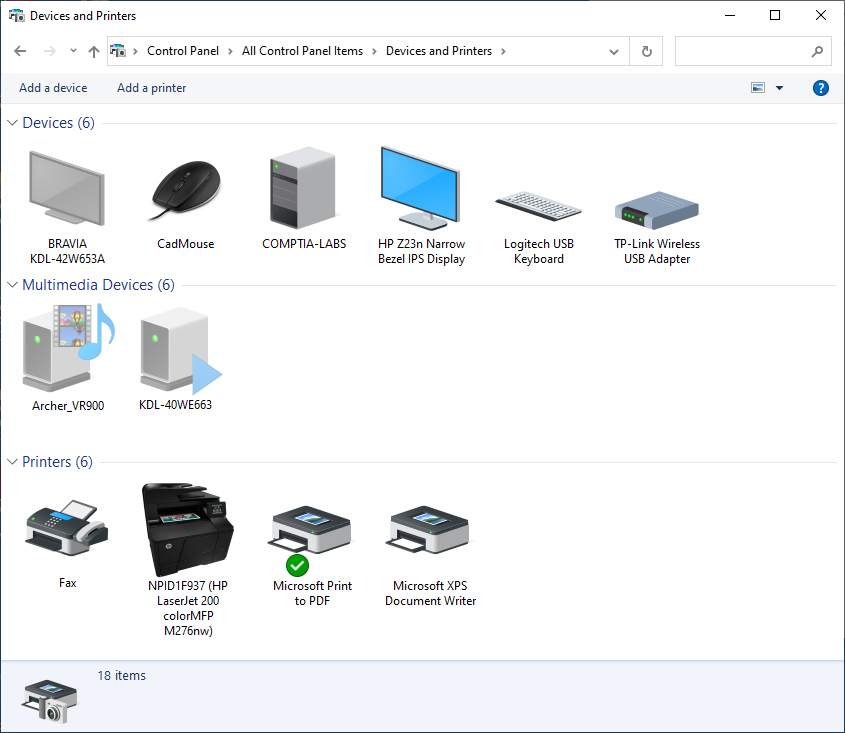 Devices and Printers
Control Panel > All Control Panel Items > Devices and Printers >
Add a device Add a printer
?
Devices (6)
BRAVIA
KDL-42W653A
CadMouse
COMPTIA-LABS
HP Z23n Narrow
Bezel IPS Display
Logitech USB
Keyboard
TP-Link Wireless
USB Adapter
Multimedia Devices (6)
Archer_VR900
KDL-40WE663
Printers (6)
Fax
hp
NPID1F937 (HP
LaserJet 200
colorMFP
M276nw)
Microsoft Print
to PDF
Microsoft XPS
Document Writer
18 items